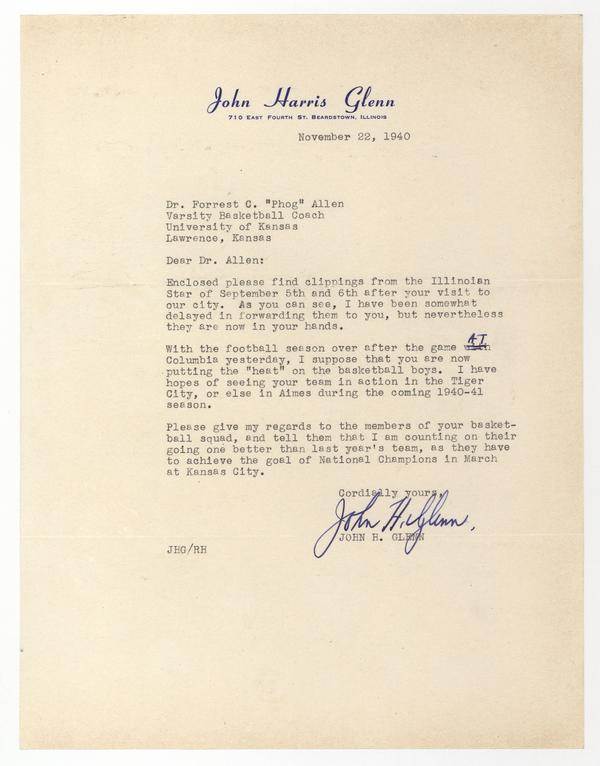 John Harris Glenn
710 East Fourth St. Beardstown, Illinois
November 22, 1940
Dr. Forrest C. "Phog" Allen
Varsity Basketball Coach
University of Kansas
Lawrence, Kansas
Dear Dr. Allen:
Enclosed please find clippings from the Illinoian
Star of September 5th and 6th after your visit to
our city. As you can see, I have been somewhat
delayed in forwarding them to you, but nevertheless
they are now in your hands.
With the football season over after the game AT
Columbia yesterday, I suppose that you are now
putting the "heat" on the basketball boys. I have
hopes of seeing your team in action in the Tiger
City, or else in Aimes during the coming 1940-41
season.
Please give my regards to the members of your basket-
ball squad, and tell them that I am counting on their
going one better than last year's team, as they have
to achieve the goal of National Champions in March
at Kansas City.
Cordially yours,
John H. Glenn.
JOHN H. GLENN
JHG/RH